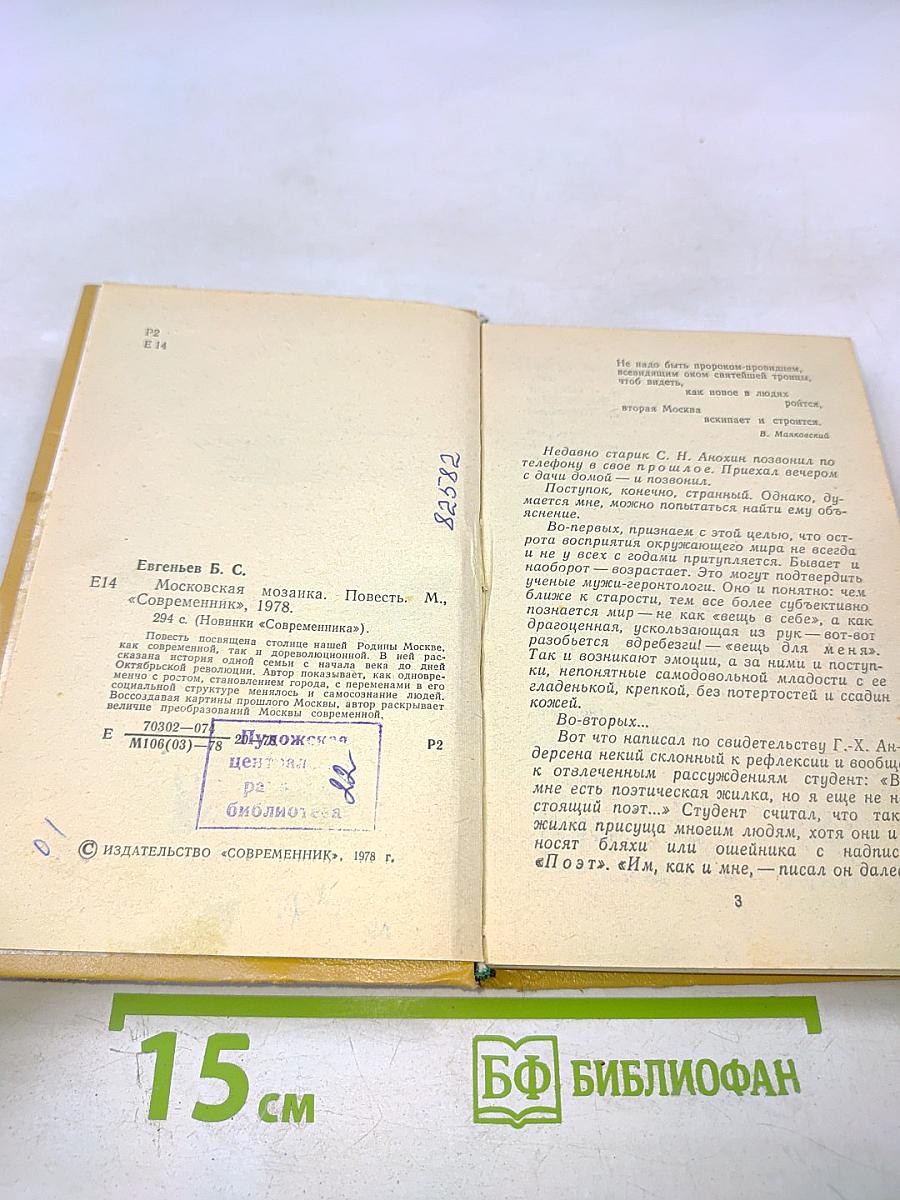 Р2
Е 14
82582
Евгеньев Б. С.
Е14 Московская мозаика. Повесть. М.,
«Современник», 1978.
294 с. (Новинки «Современника»).
Повесть посвящена столице нашей Родины Москве,
как современной, так и дореволюционной. В ней рас-
сказана история одной семьи с начала века до дней
Октябрьской революции. Автор показывает, как одновре-
менно с ростом, становлением города, с переменами в его
социальной структуре менялось и самосознание людей.
Воссоздавая картины прошлого Москвы, автор раскрывает
величие преобразований Москвы современной.
Е 70302—07
М106(03)—78 Р2
Пудожская
централ
ра
библиотека
22
01
© ИЗДАТЕЛЬСТВО «СОВРЕМЕННИК», 1978 г.
Не надо быть пророком-провидцем,
всевидящим оком святейшей троицы,
чтоб видеть,
как новое в людях
роится,
вторая Москва
вскипает и строится.
В. Маяковский
Недавно старик С. Н. Анохин позвонил по
телефону в свое прошлое. Приехал вечером
с дачи домой — и позвонил.
Поступок, конечно, странный. Однако, ду-
мается мне, можно попытаться найти ему объ-
яснение.
Во-первых, признаем с этой целью, что ост-
рота восприятия окружающего мира не всегда
и не у всех с годами притупляется. Бывает и
наоборот — возрастает. Это могут подтвердить
ученые мужи-геронтологи. Оно и понятно: чем
ближе к старости, тем все более субъективно
познается мир — не как «вещь в себе», а как
драгоценная, ускользающая из рук — вот-вот
разобьется вдребезги! — «вещь для меня».
Так и возникают эмоции, а за ними и поступ-
ки, непонятные самодовольной младости с ее
гладенькой, крепкой, без потертостей и ссадин
кожей.
Во-вторых...
Вот что написал по свидетельству Г.-Х. Ан-
дерсена некий склонный к рефлексии и вообще
к отвлеченным рассуждениям студент: «В
мне есть поэтическая жилка, но я еще не н
стоящий поэт...» Студент считал, что так
жилка присуща многим людям, хотя они и
носят бляхи или ошейника с надпис
«Поэт». «Им, как и мне, — писал он дале
3
15 см
БФ БИБЛИОФАН